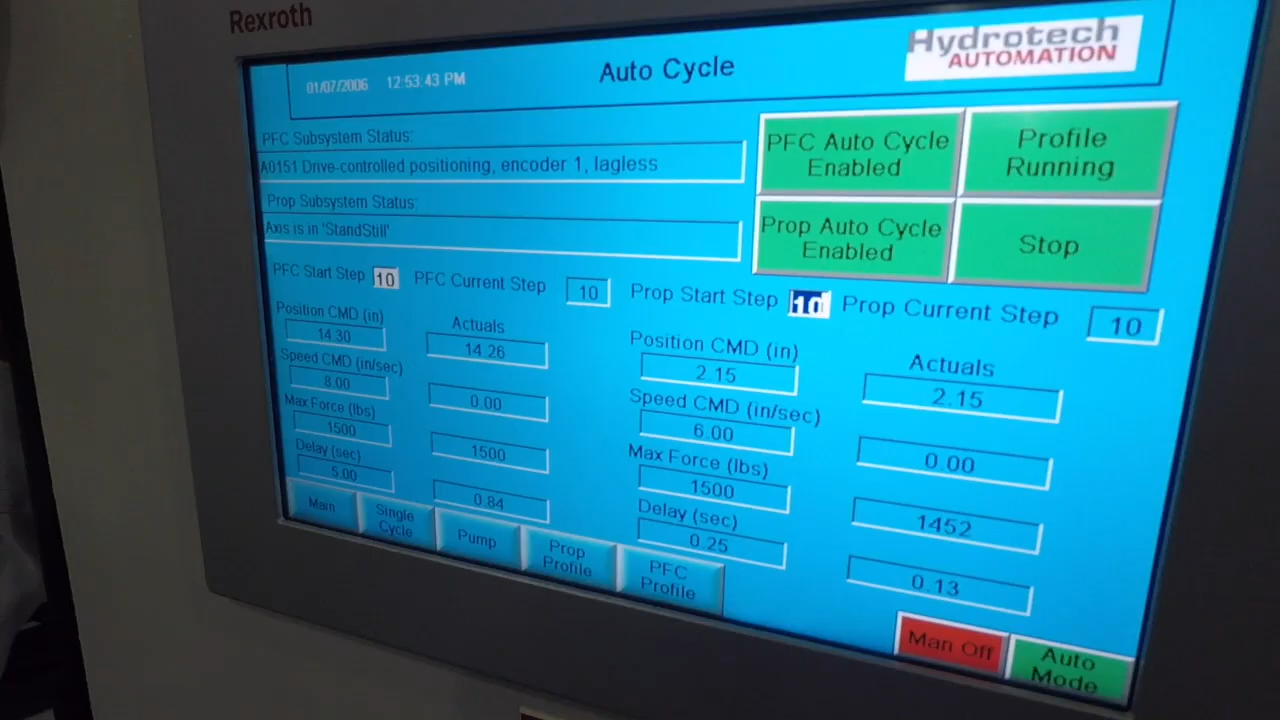 Rexroth
01/07/2006 12:53:43 PM
Auto Cycle
Hydrotech
AUTOMATION
PFC Subsystem Status:
A0151 Drive-controlled positioning, encoder 1, lagless
Prop Subsystem Status:
Axis is in 'StandStill'
PFC Auto Cycle
Enabled
Profile
Running
Prop Auto Cycle
Enabled
Stop
PFC Start Step 10 PFC Current Step 10 Prop Start Step 10 Prop Current Step 10
Position CMD (in)
14.30
Speed CMD (in/sec)
8.00
Max Force (lbs)
1500
Delay (sec)
5.00
Actuals
14.26
0.00
1500
0.84
Position CMD (in)
2.15
Speed CMD (in/sec)
6.00
Max Force (lbs)
1500
Delay (sec)
0.25
Actuals
2.15
0.00
1452
0.13
Main
Single
Cycle
Pump
Prop
Profile
PFC
Profile
Man Off
Auto
Mode